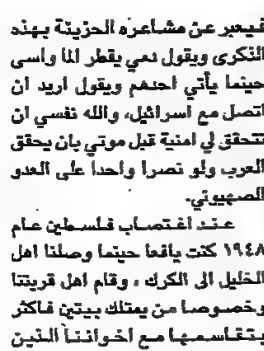 فيعبر عن مشاعره الحزينة بهذه
الذكرى ويقول دمي يقطر الما واسى
حينما يأتي احدهم ويقول اريد ان
اتصل مع اسرائيل، والله نفسي ان
تتحقق لي امنية قبل موتي بان يحقق
العرب ولو نصرا واحدا على العدو
الصهيوني.
عند اغتصاب فلسطين عام
١٩٤٨ كنت يافعا حينما وصلنا اهل
الخليل الى الكرك ، وقام اهل قريتنا
وخصوصا من يمتلك بيتين فاكثر
يتقاسمها مع اخواننا الذين